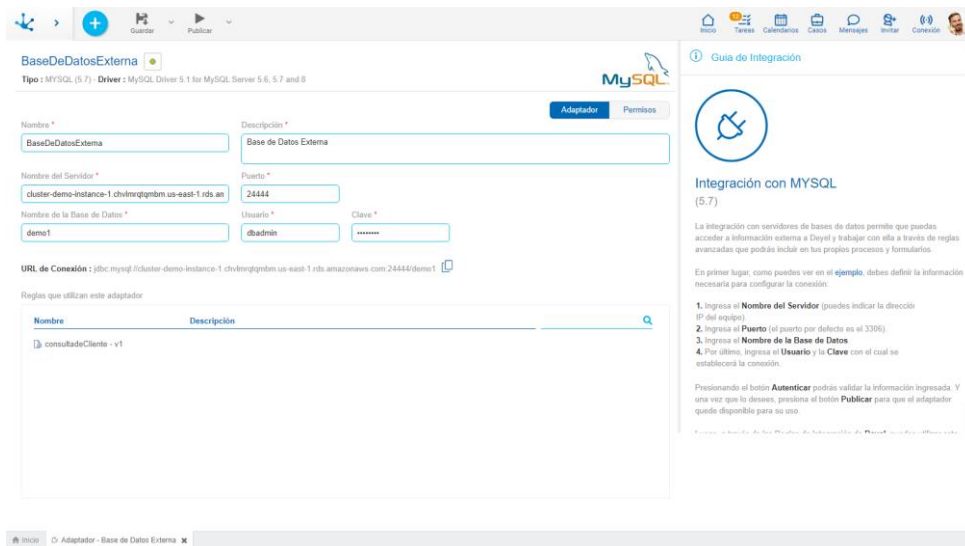 Guardar
Publicar
Inicio
12
Tareas
Calendarios
Casos
Mensajes
Invitar
Conexión
BaseDeDatosExterna
Tipo : MYSQL (5.7) - Driver : MySQL Driver 5.1 for MySQL Server 5.6, 5.7 and 8
MySQL
Adaptador
Permisos
Nombre *
Descripción *
BaseDeDatosExterna
Base de Datos Externa
Nombre del Servidor *
Puerto *
cluster-demo-instance-1.chvlmrqtqmbm.us-east-1.rds.am
24444
Nombre de la Base de Datos *
Usuario *
Clave *
demo1
dbadmin
••••••••
URL de Conexión : jdbc:mysql://cluster-demo-instance-1.chvlmrqtqmbm.us-east-1.rds.amazonaws.com:24444/demo1
Reglas que utilizan este adaptador
Nombre
Descripción
consultadeCliente - v1
Guia de Integración
Integración con MYSQL
(5.7)
La integración con servidores de bases de datos permite que puedas
acceder a información externa a Deyel y trabajar con ella a través de reglas
avanzadas que podrás incluir en tus propios procesos y formularios.
En primer lugar, como puedes ver en el ejemplo, debes definir la información
necesaria para configurar la conexión:
1. Ingresa el Nombre del Servidor (puedes indicar la direcció
IP del equipo).
2. Ingresa el Puerto (el puerto por defecto es el 3306).
3. Ingresa el Nombre de la Base de Datos.
4. Por último, ingresa el Usuario y la Clave con el cual se
establecerá la conexión.
Presionando el botón Autenticar podrás validar la información ingresada. Y
una vez que lo desees, presiona el botón Publicar para que el adaptador
quede disponible para su uso.
Inicio
Adaptador - Base de Datos Externa